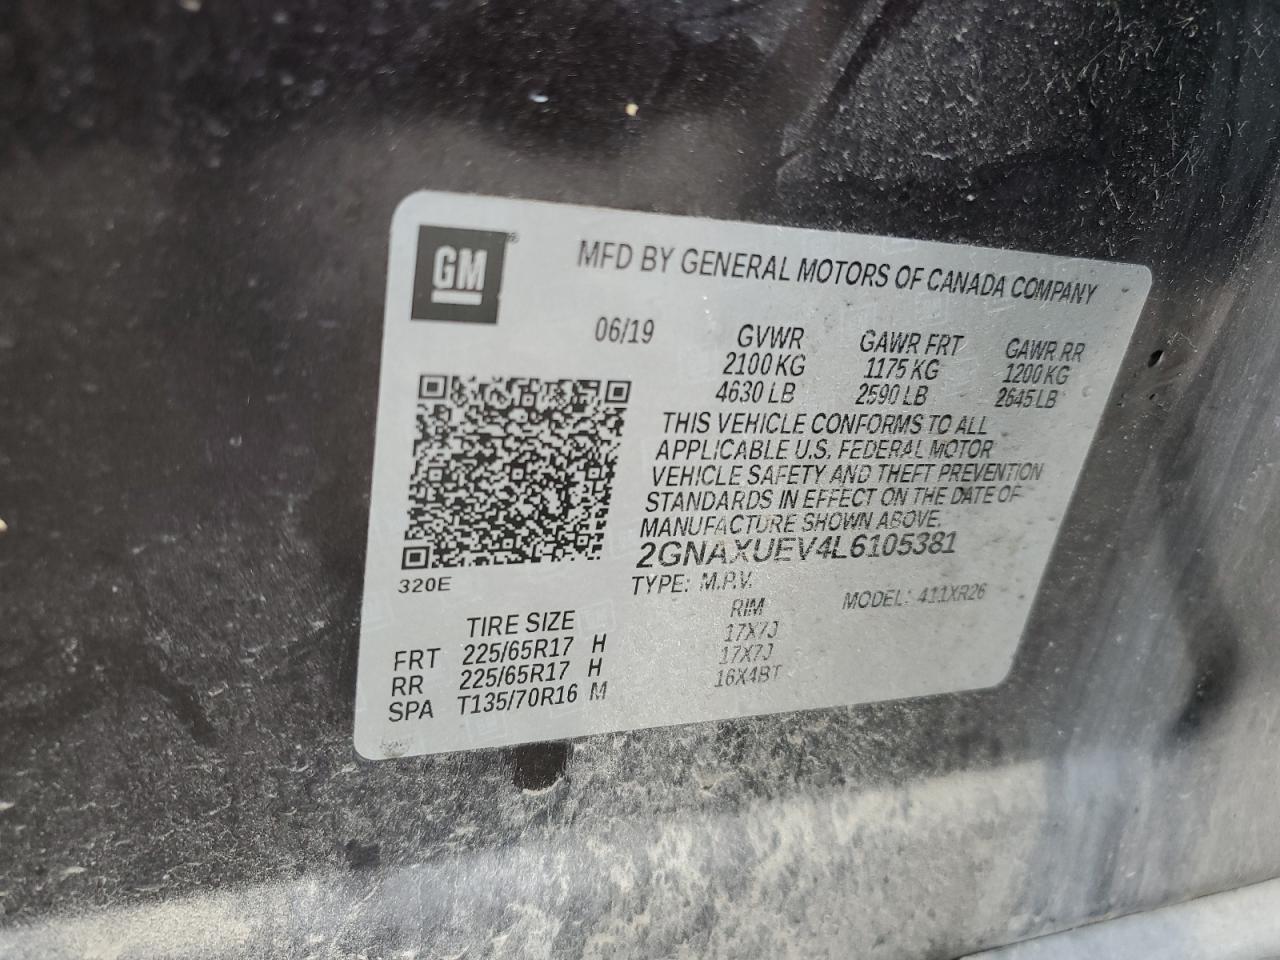 GM
MFD BY GENERAL MOTORS OF CANADA COMPANY
06/19 GVWR GAWR FRT GAWR RR
2100 KG 1175 KG 1200 KG
4630 LB 2590 LB 2645 LB
THIS VEHICLE CONFORMS TO ALL
APPLICABLE U.S. FEDERAL MOTOR
VEHICLE SAFETY AND THEFT PREVENTION
STANDARDS IN EFFECT ON THE DATE OF
MANUFACTURE SHOWN ABOVE.
2GNAXUEV4L6105381
320E
TYPE: M.P.V. MODEL: 411XR26
TIRE SIZE RIM
FRT 225/65R17 H 17X7J
RR 225/65R17 H 17X7J
SPA T135/70R16 M 16X4BT